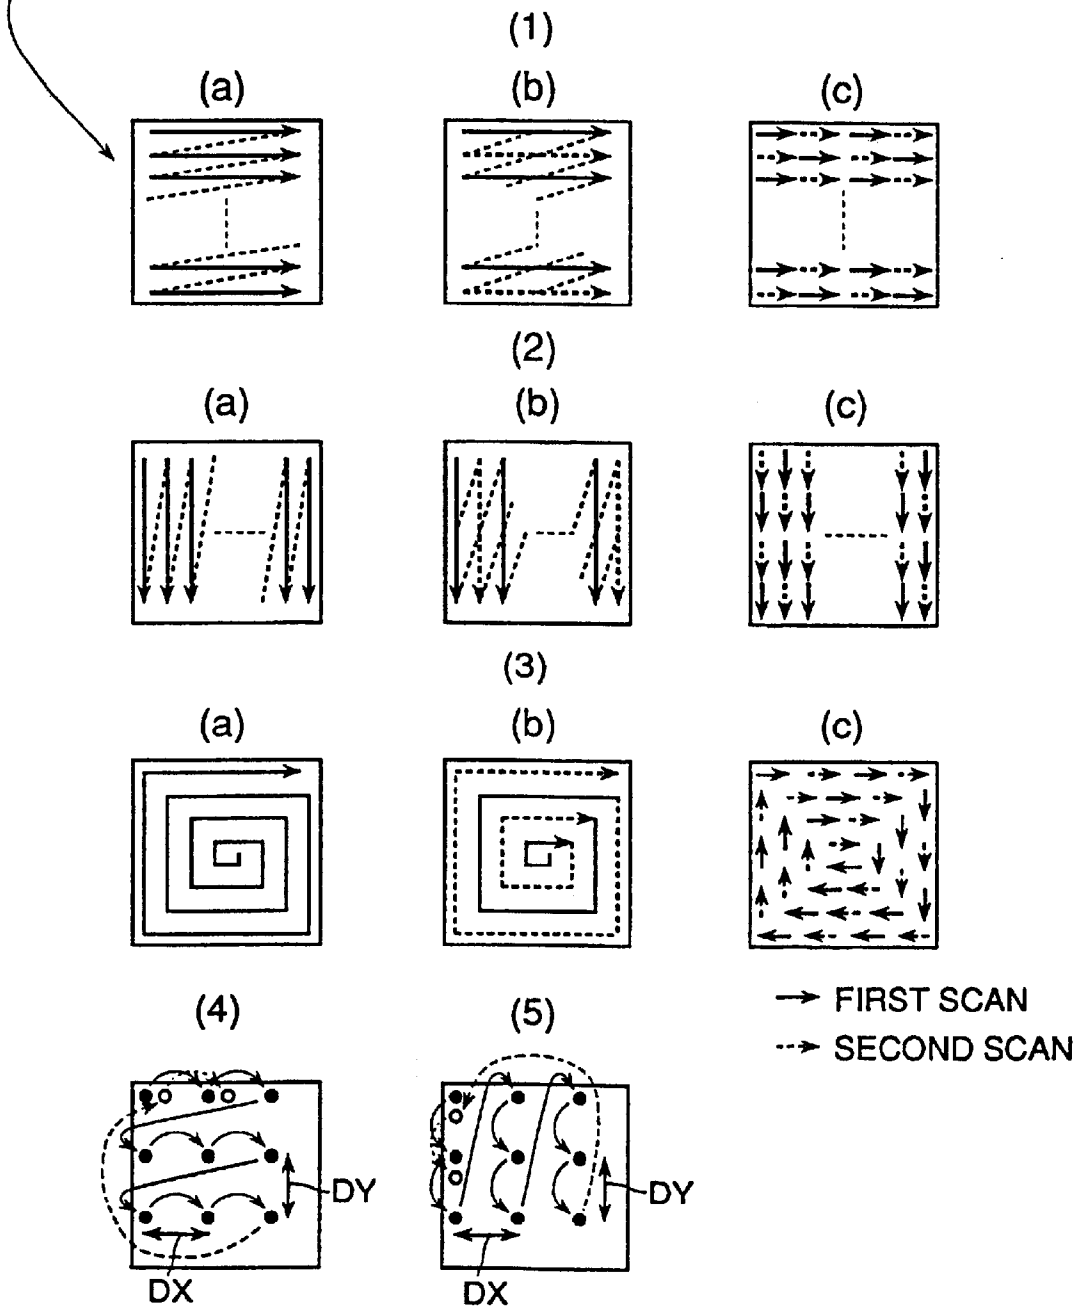 (1)
(a) (b) (c)
(2)
(a) (b) (c)
(3)
(a) (b) (c)
FIRST SCAN
SECOND SCAN
(4) (5)
DY DY
DX DX